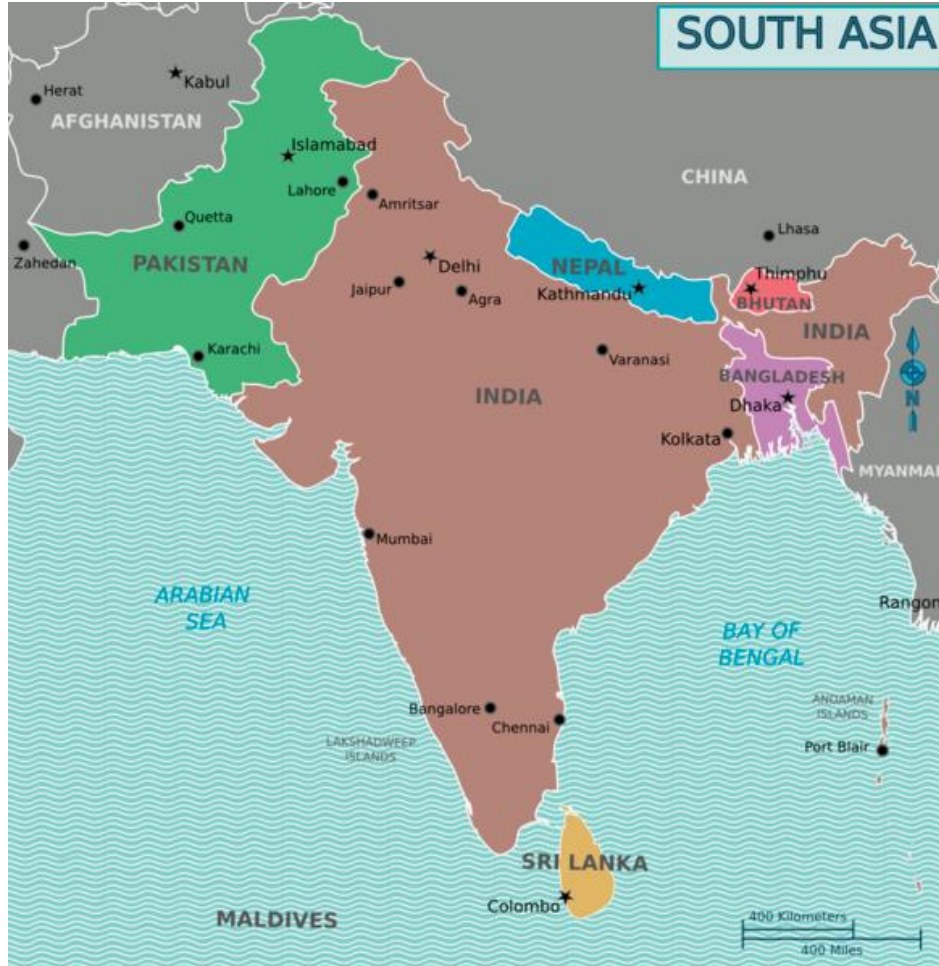 SOUTH ASIA
Kabul
Herat
AFGHANISTAN
Islamabad
Lahore
Amritsar
CHINA
Quetta
Lhasa
Zahedan
PAKISTAN
Delhi
NEPAL
Thimphu
Jaipur
Agra
Kathmandu
BHUTAN
INDIA
Karachi
Varanasi
BANGLADESH
INDIA
Dhaka
N
Kolkata
MYANMAR
Mumbai
ARABIAN
SEA
Rangon
BAY OF
BENGAL
ANDAMAN
ISLANDS
Bangalore
Chennai
LAKSHADWEEP
ISLANDS
Port Blair
SRI LANKA
Colombo
MALDIVES
400 Kilometers
400 Miles